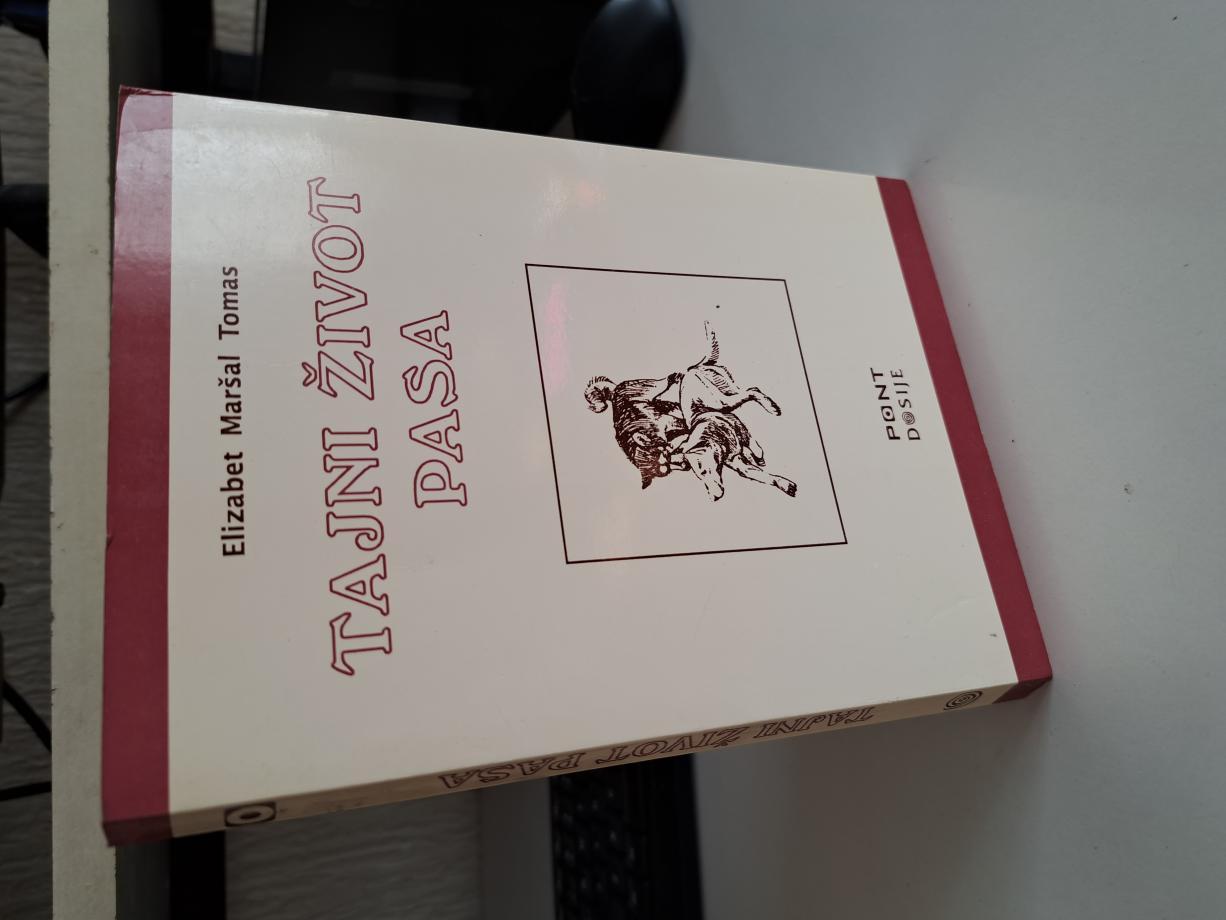 Elizabet Maršal Tomas
TAJNI ŽIVOT
PASA
PONT
DOSIJE
TAJNI ŽIVOT PASA